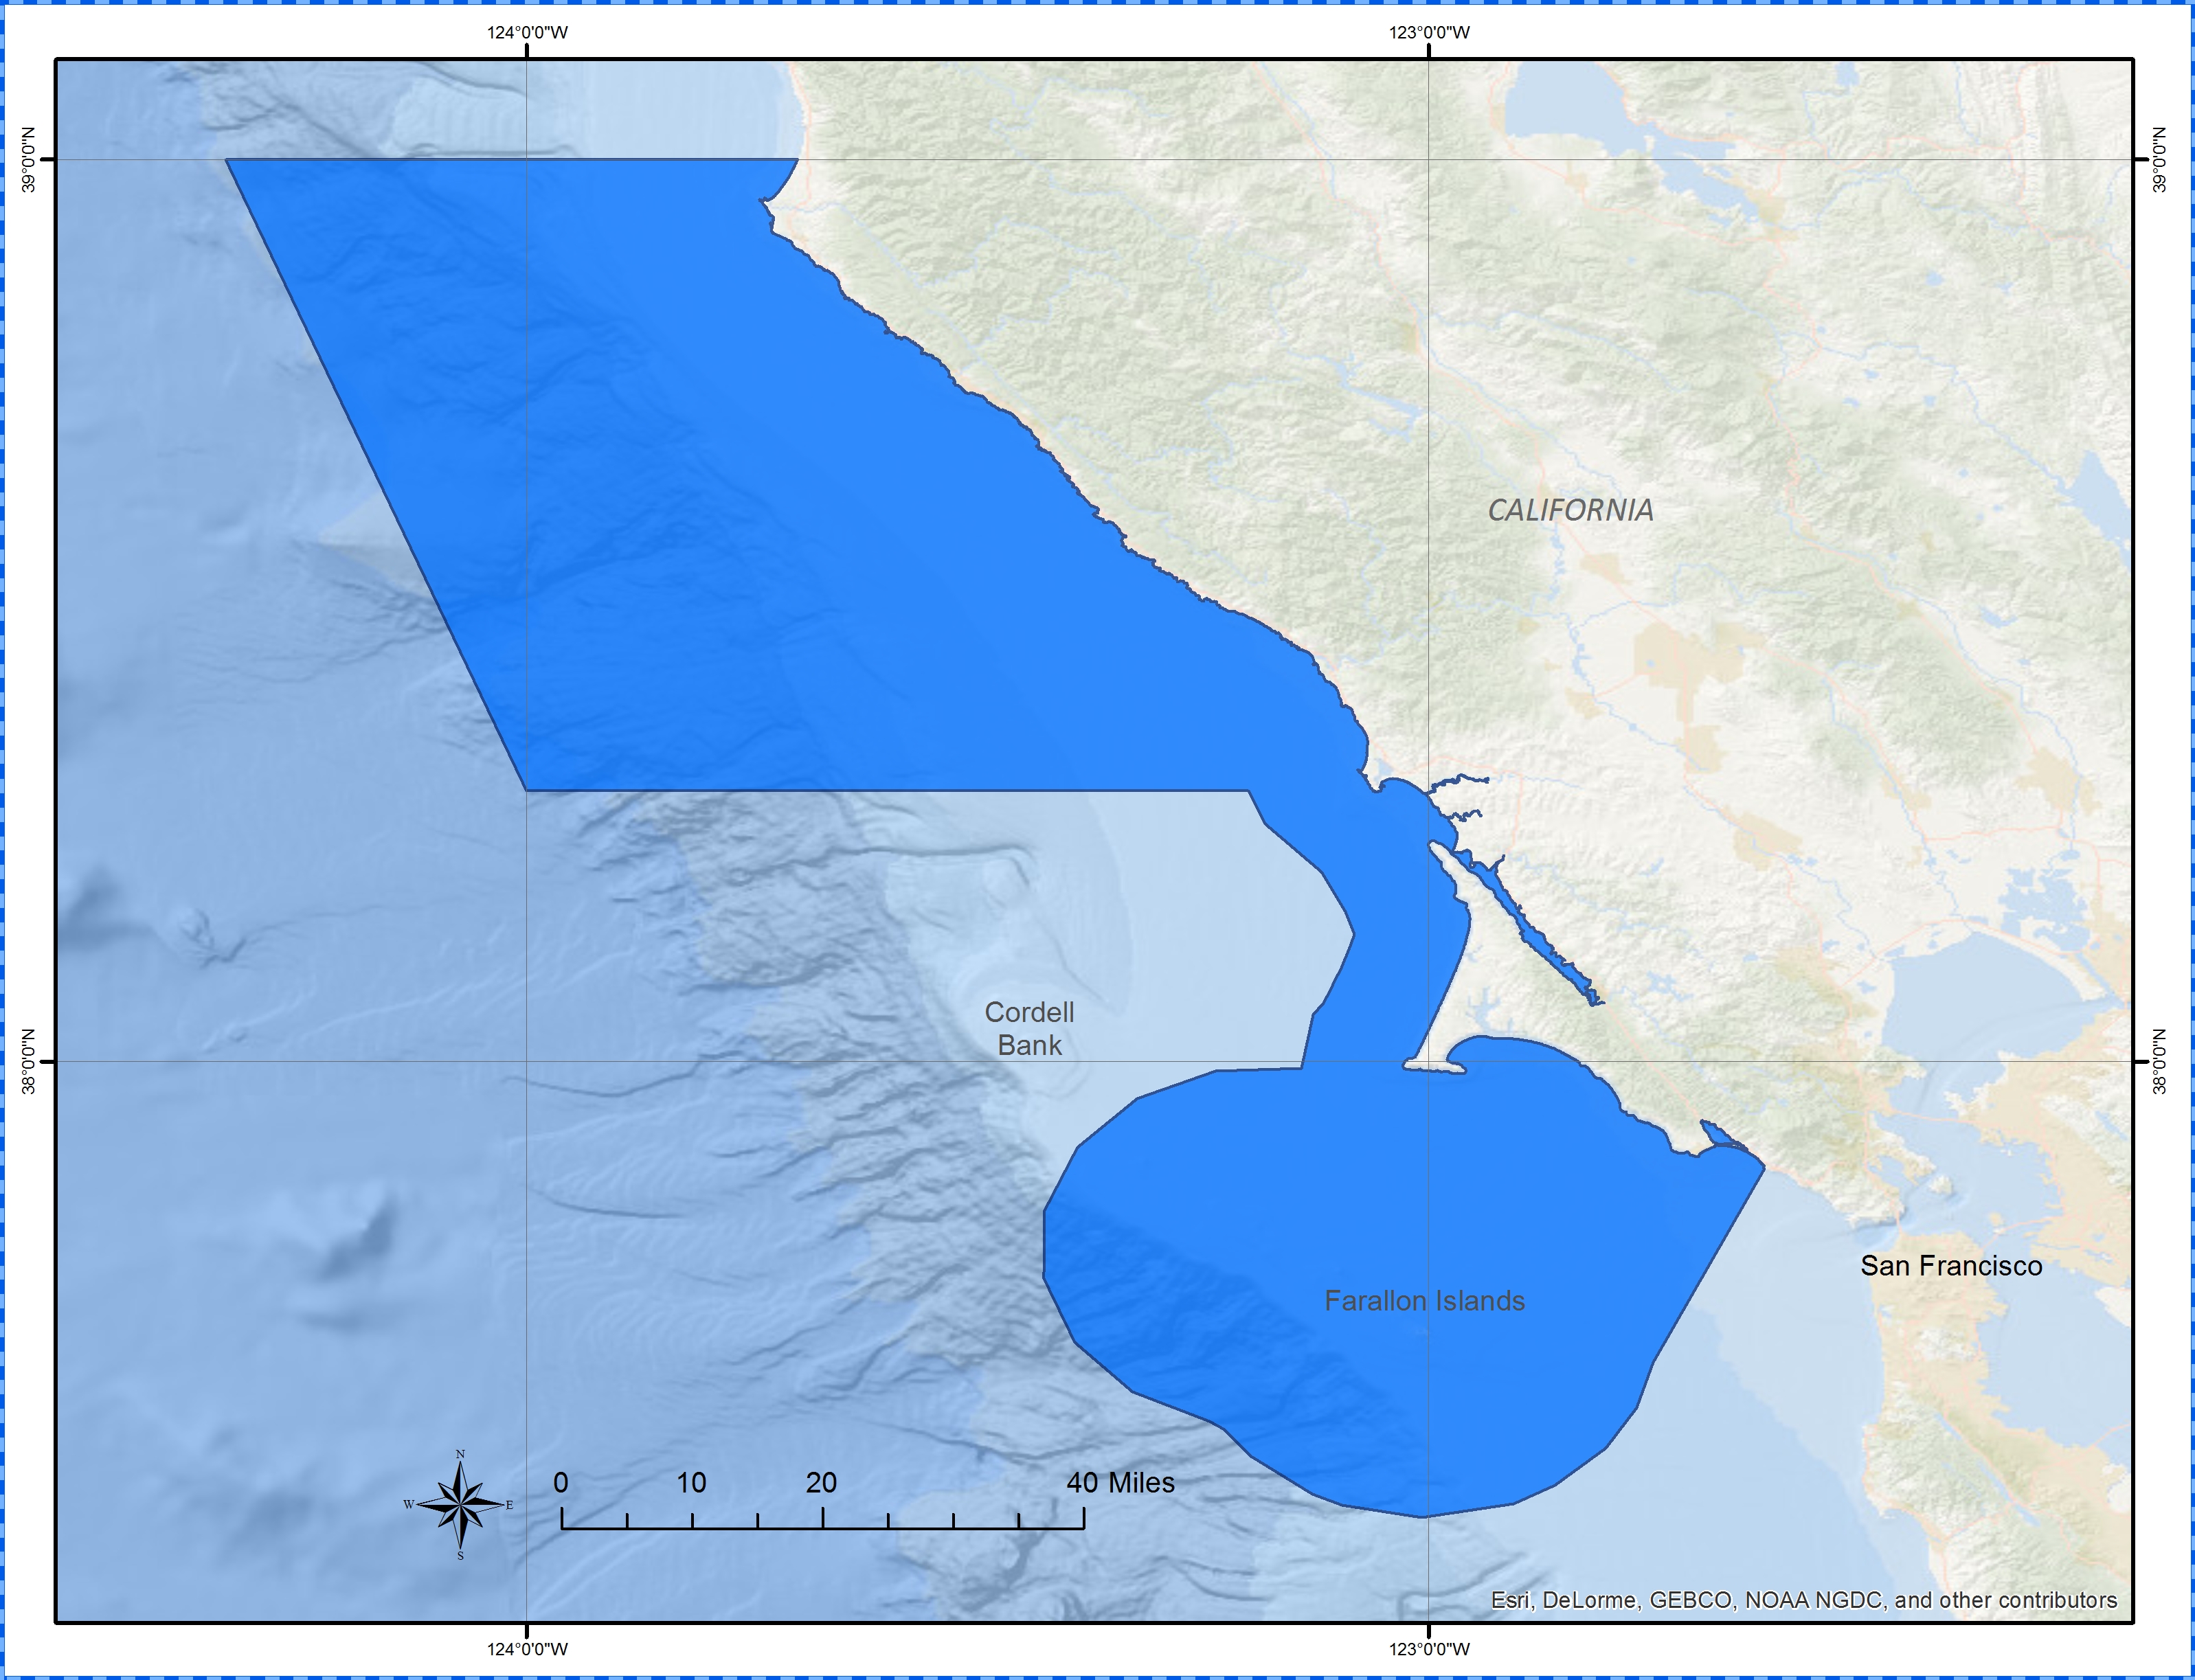 124°0'0"W
123°0'0"W
39°0'0"N
39°0'0"N
CALIFORNIA
Cordell
Bank
38°0'0"N
38°0'0"N
San Francisco
Farallon Islands
N
W
E
S
0
10
20
40 Miles
Esri, DeLorme, GEBCO, NOAA NGDC, and other contributors
124°0'0"W
123°0'0"W